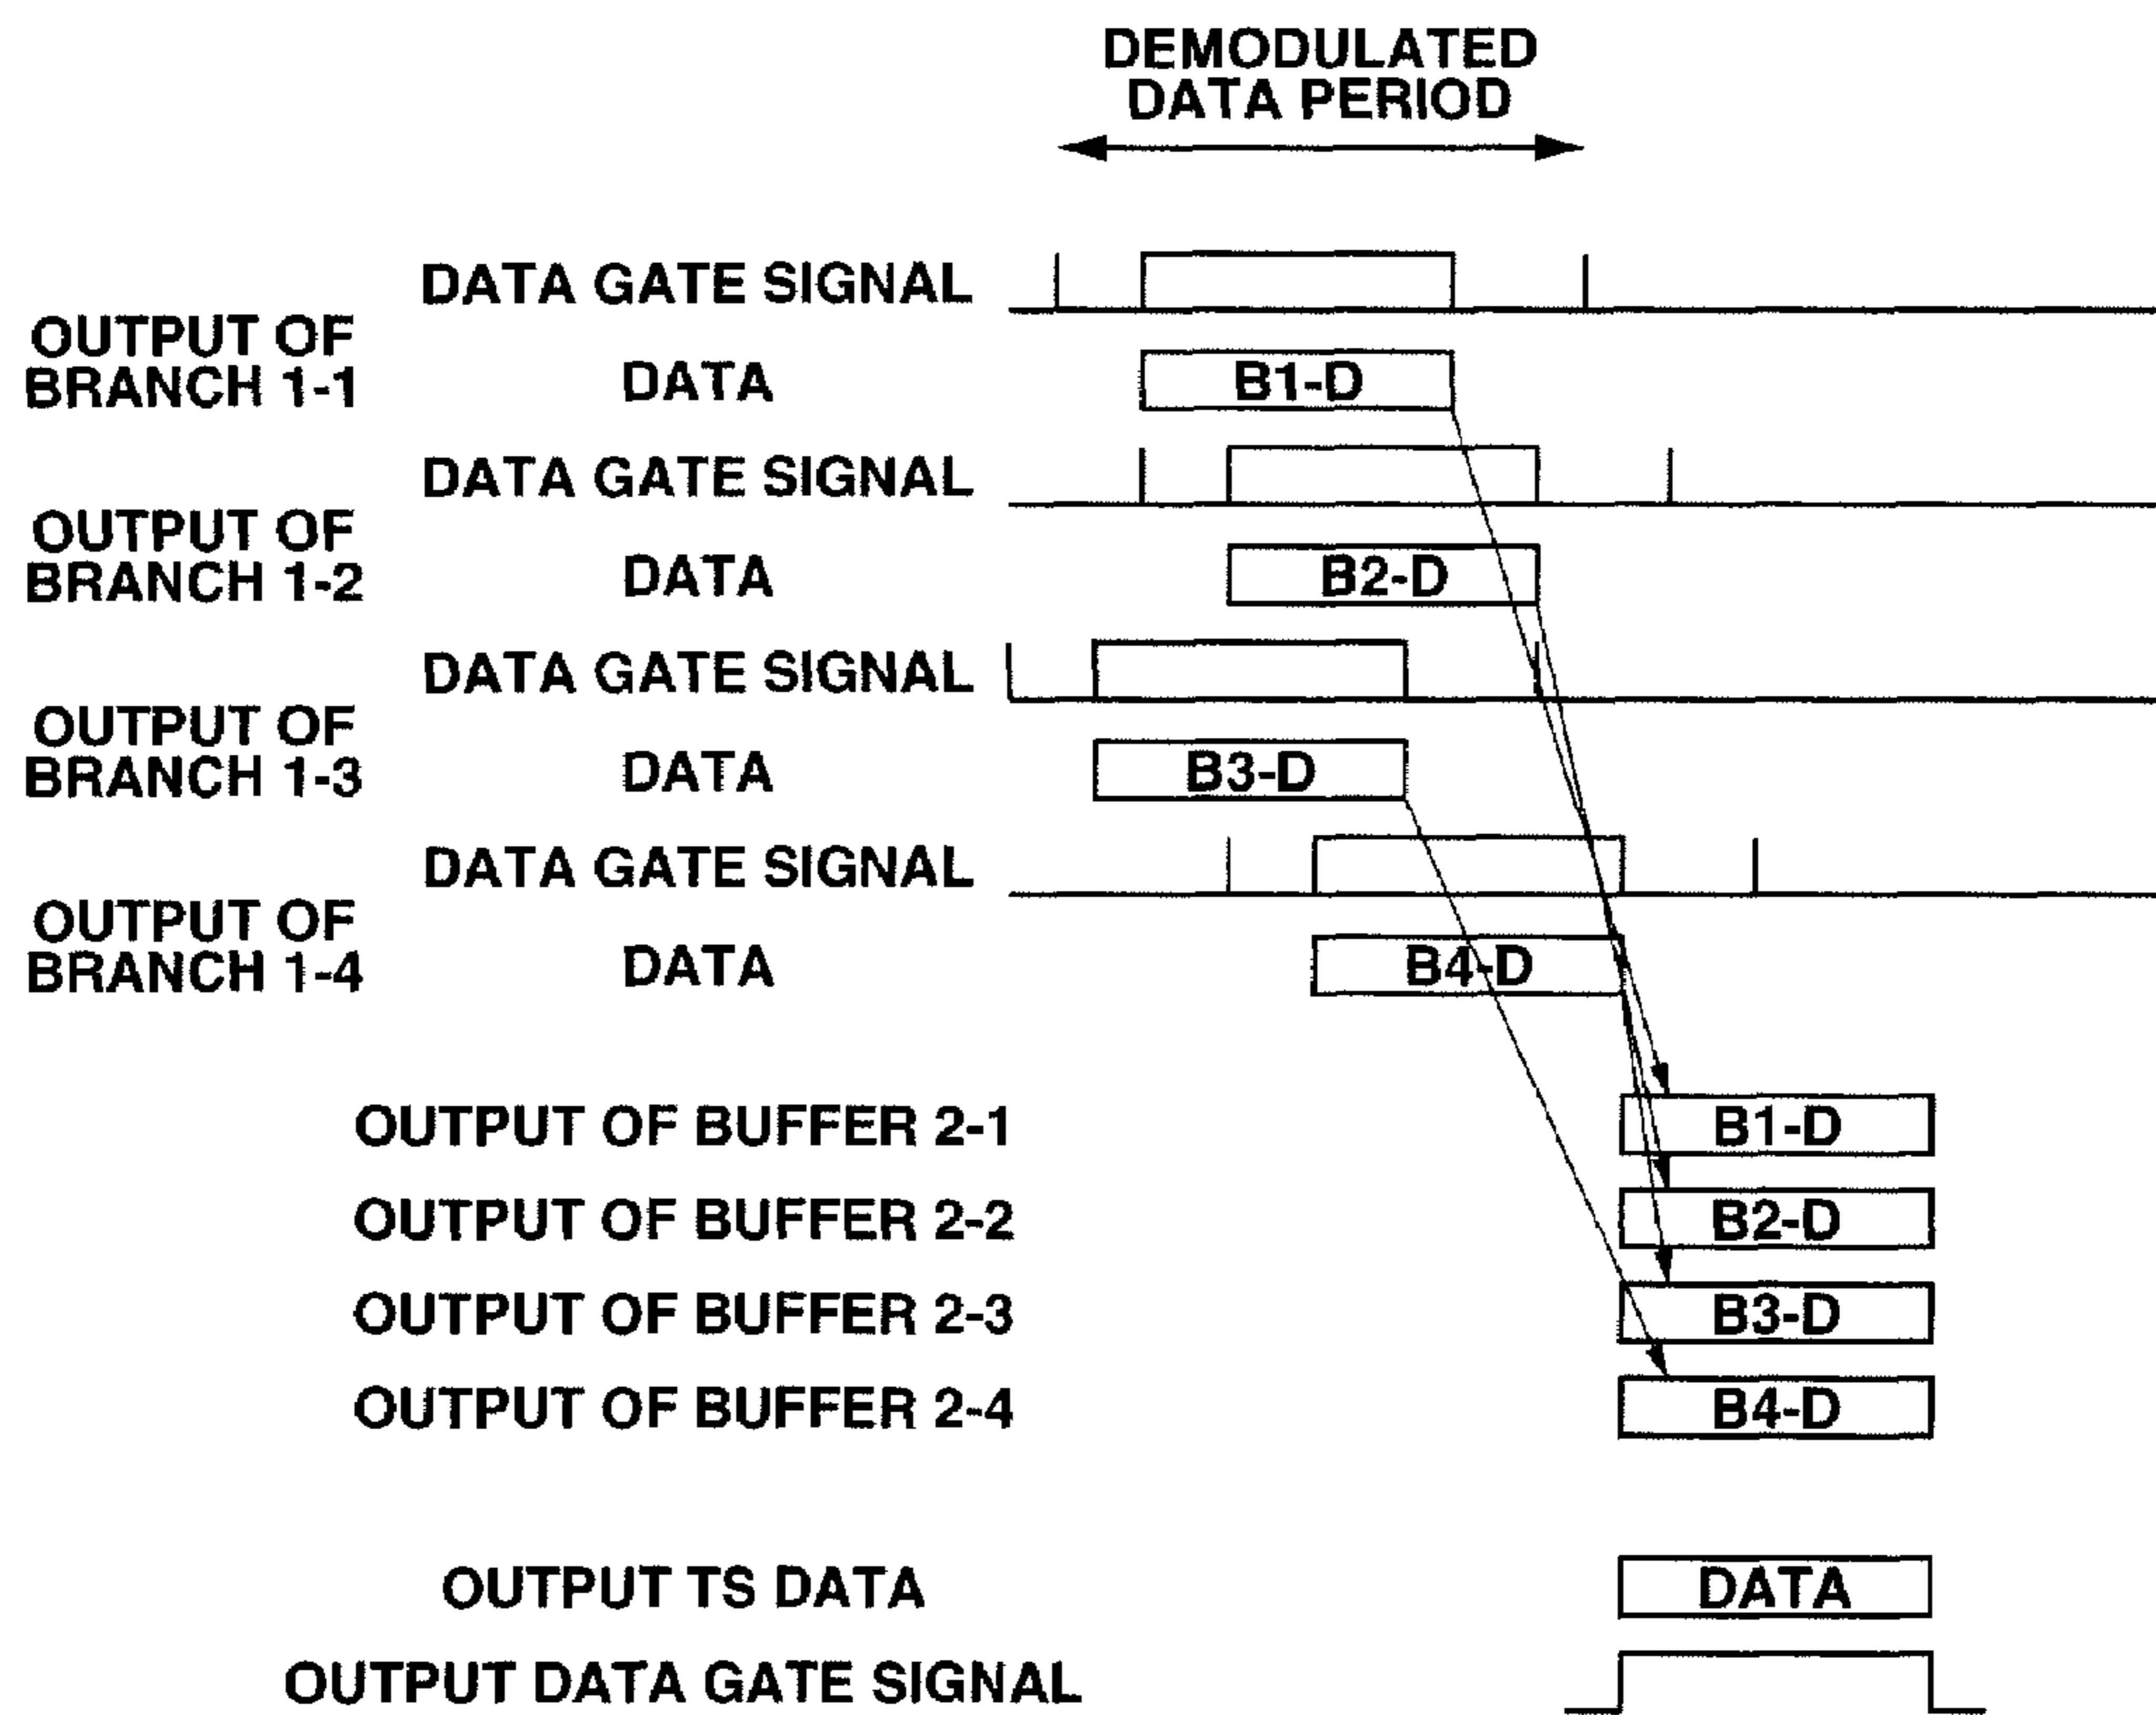 DEMODULATED
DATA PERIOD
DATA GATE SIGNAL
OUTPUT OF
BRANCH 1-1
DATA
B1-D
DATA GATE SIGNAL
OUTPUT OF
BRANCH 1-2
DATA
B2-D
DATA GATE SIGNAL
OUTPUT OF
BRANCH 1-3
DATA
B3-D
DATA GATE SIGNAL
OUTPUT OF
BRANCH 1-4
DATA
B4-D
OUTPUT OF BUFFER 2-1
B1-D
OUTPUT OF BUFFER 2-2
B2-D
OUTPUT OF BUFFER 2-3
B3-D
OUTPUT OF BUFFER 2-4
B4-D
OUTPUT TS DATA
DATA
OUTPUT DATA GATE SIGNAL